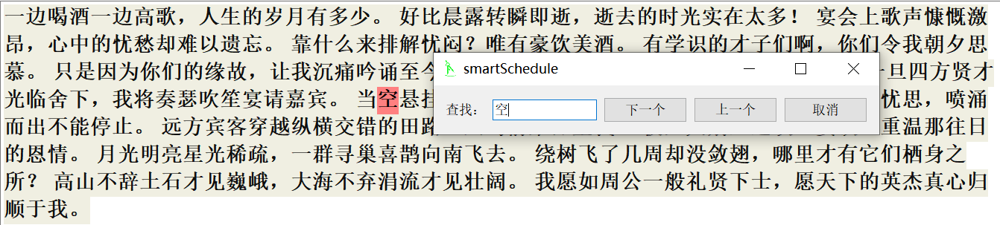 一边喝酒一边高歌，人生的岁月有多少。 好比晨露转瞬即逝，逝去的时光实在太多！ 宴会上歌声慷慨激
昂，心中的忧愁却难以遗忘。 靠什么来排解忧闷？唯有豪饮美酒。 有学识的才子们啊，你们令我朝夕思
慕。 只是因为你们的缘故，让我沉痛吟诵至 旦四方贤才
光临舍下，我将奏瑟吹笙宴请嘉宾。 当空悬挂 忧思，喷涌
而出不能停止。 远方宾客穿越纵横交错的田 重温那往日
的恩情。 月光明亮星光稀疏，一群寻巢喜鹊向南飞去。 绕树飞了几周却没敛翅，哪里才有它们栖身之
所？ 高山不辞土石才见巍峨，大海不弃涓流才见壮阔。 我愿如周公一般礼贤下士，愿天下的英杰真心归
顺于我。
smartSchedule
查找： 空 下一个 上一个 取消